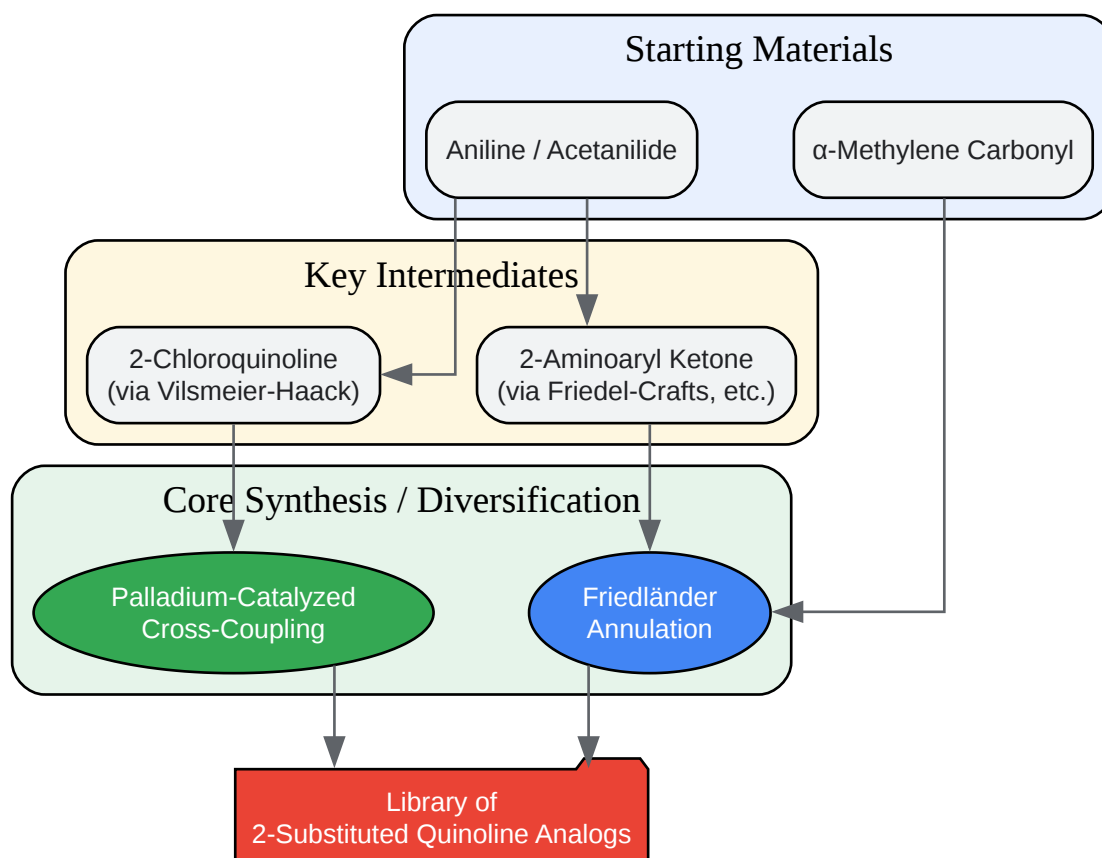 Starting Materials
Aniline / Acetanilide
α-Methylene Carbonyl
Key Intermediates
2-Chloroquinoline
(via Vilsmeier-Haack)
2-Aminoaryl Ketone
(via Friedel-Crafts, etc.)
Core Synthesis / Diversification
Palladium-Catalyzed
Cross-Coupling
Friedländer
Annulation
Library of
2-Substituted Quinoline Analogs